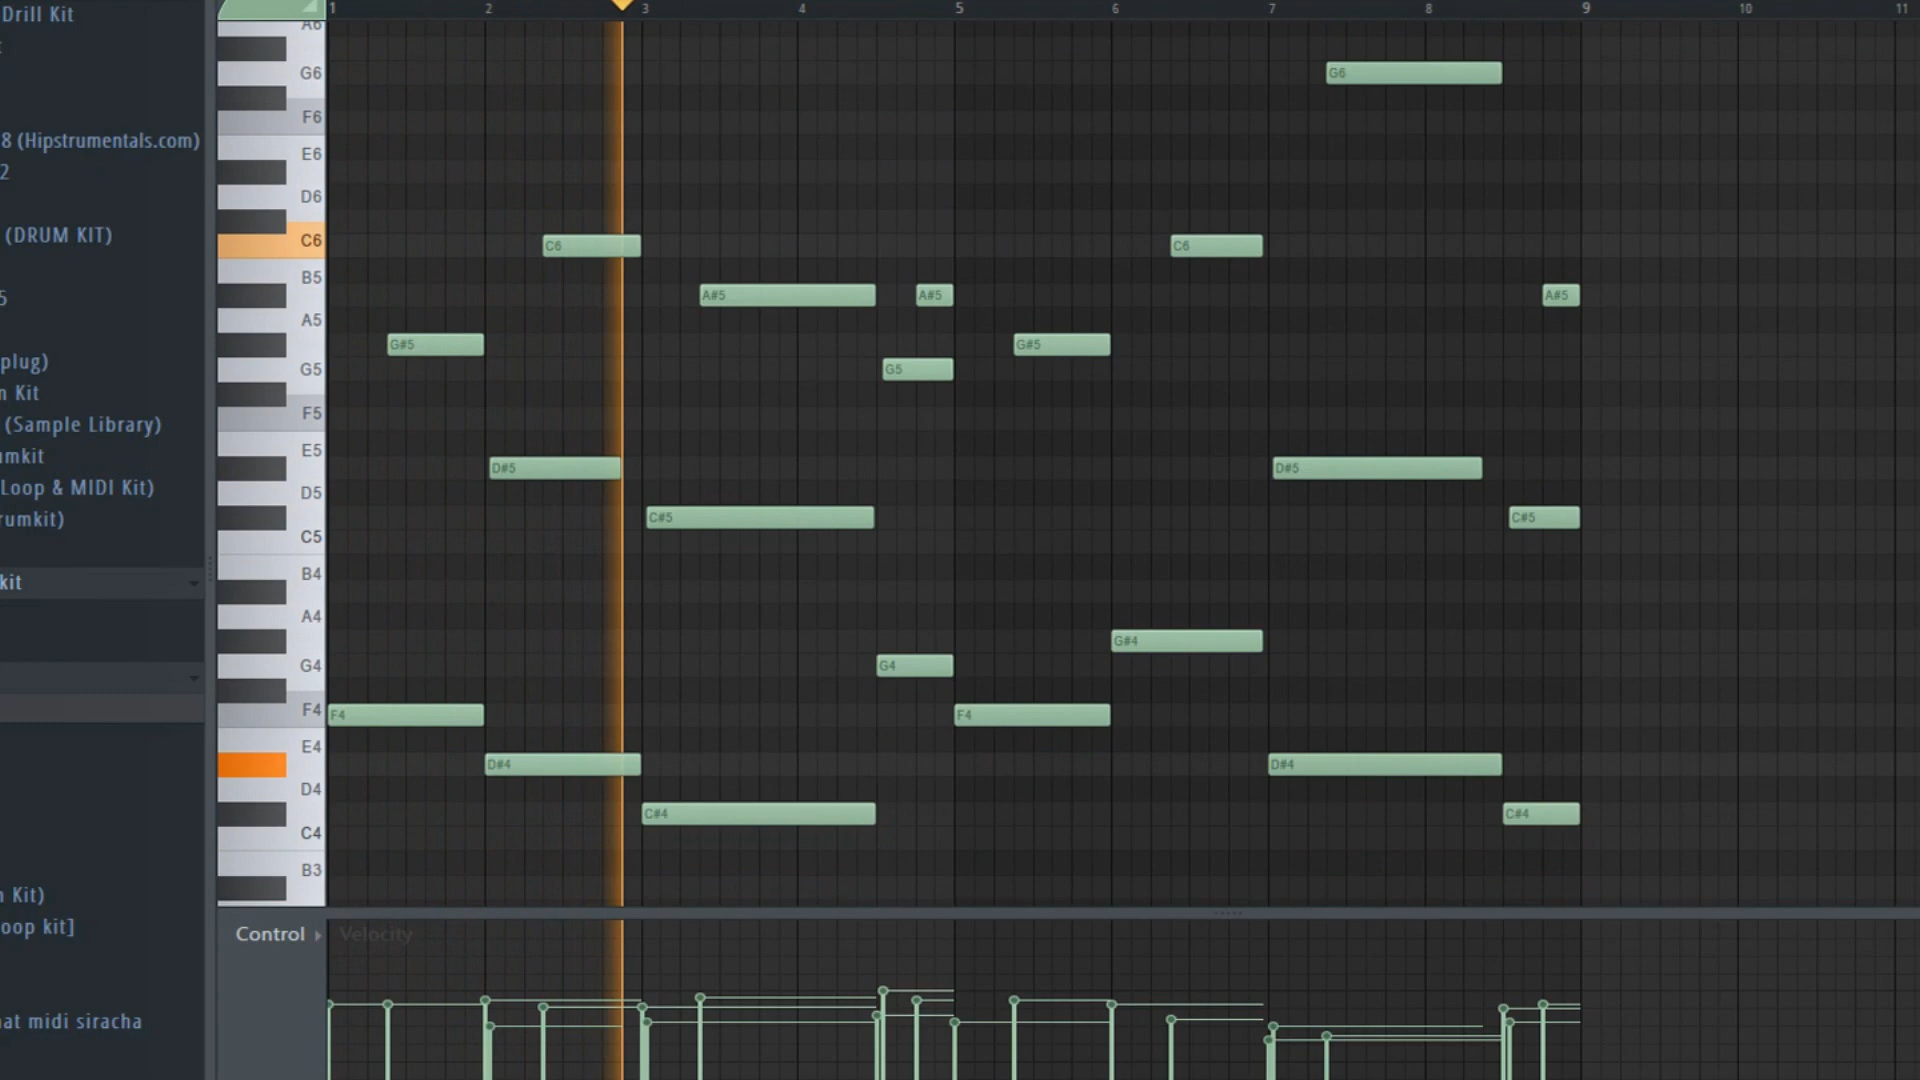 Drill Kit
8 (Hipstrumentals.com)
2
(DRUM KIT)
5
plug)
n Kit
(Sample Library)
umkit
Loop & MIDI Kit)
rumkit)
kit
n Kit)
oop kit]
nat midi siracha
1 2 3 4 5 6 7 8 9 10 11
A6
G6
F6
E6
D6
C6
B5
A5
G5
F5
E5
D5
C5
B4
A4
G4
F4
E4
D4
C4
B3
G6
C6 C6
A#5 A#5 A#5
G#5 G#5
G5
D#5 D#5
C#5 C#5
G#4
G4
F4 F4
D#4 D#4
C#4 C#4
Control Velocity